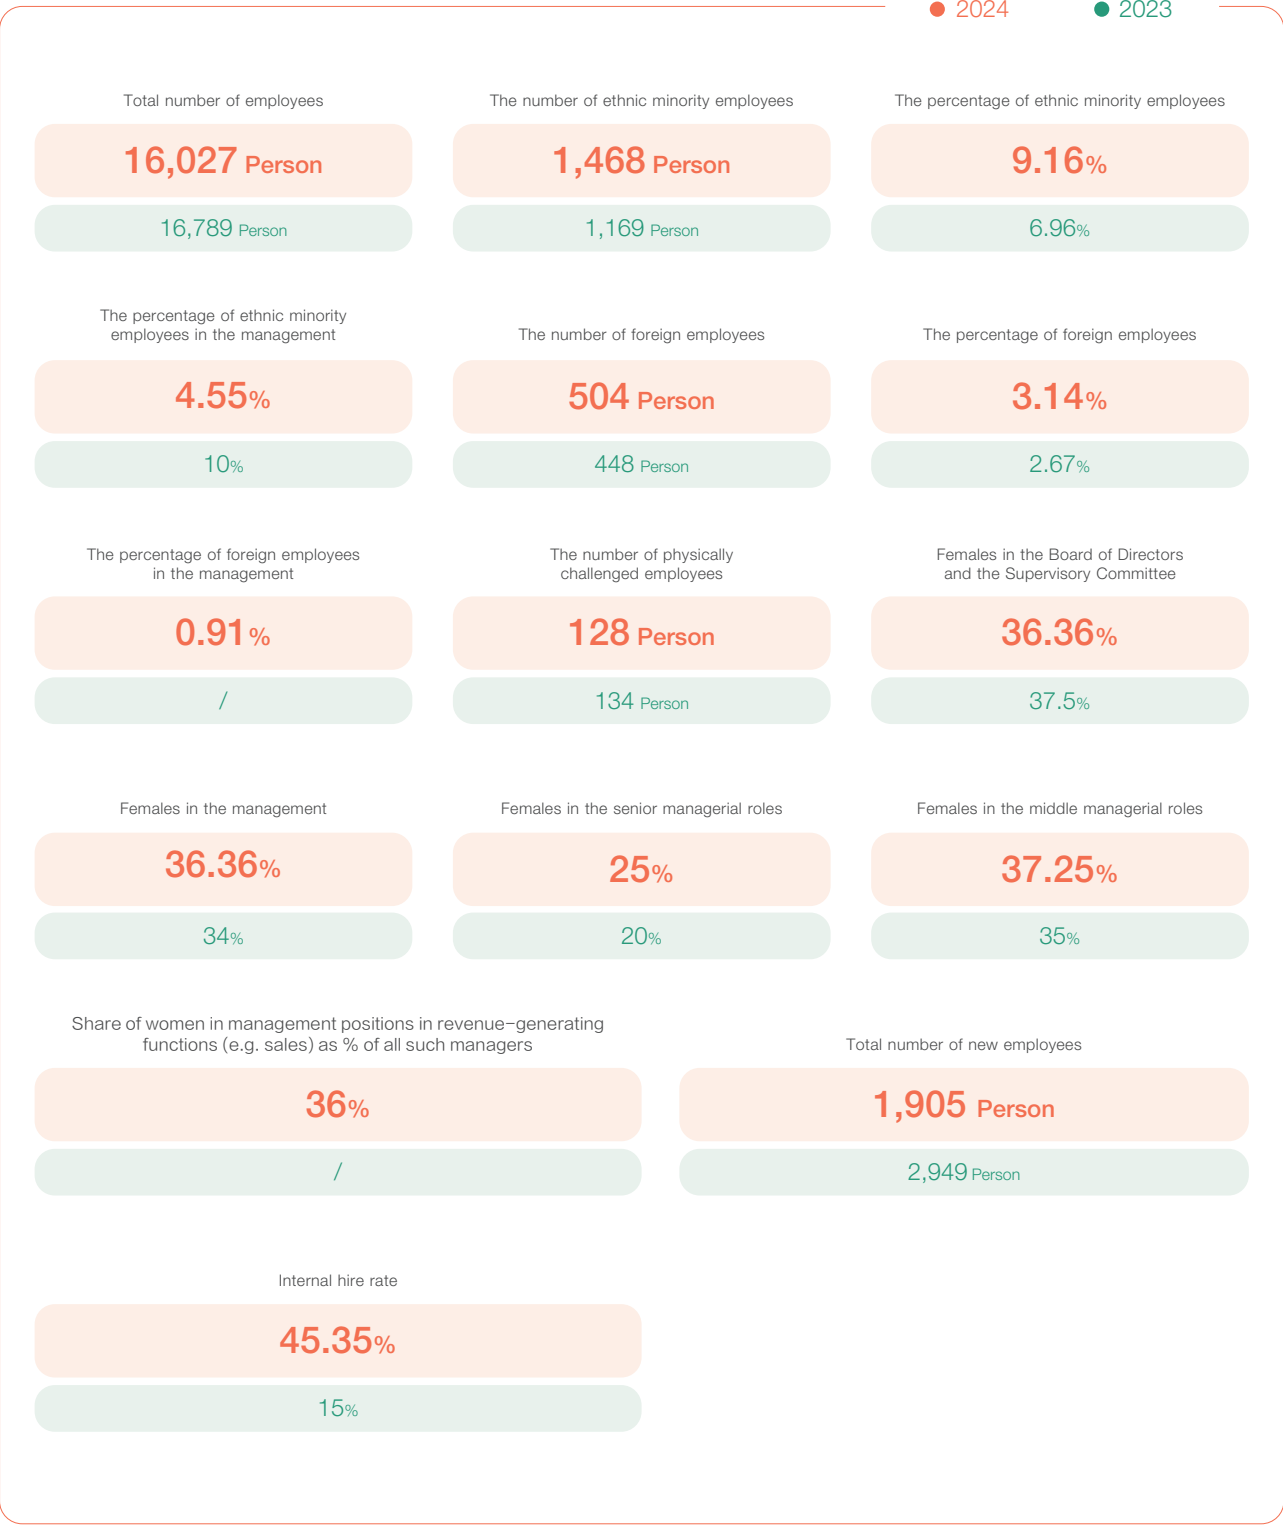 2024 2023
Total number of employees
16,027 Person
16,789 Person
The number of ethnic minority employees
1,468 Person
1,169 Person
The percentage of ethnic minority employees
9.16%
6.96%
The percentage of ethnic minority
employees in the management
4.55%
10%
The number of foreign employees
504 Person
448 Person
The percentage of foreign employees
3.14%
2.67%
The percentage of foreign employees
in the management
0.91%
/
The number of physically
challenged employees
128 Person
134 Person
Females in the Board of Directors
and the Supervisory Committee
36.36%
37.5%
Females in the management
36.36%
34%
Females in the senior managerial roles
25%
20%
Females in the middle managerial roles
37.25%
35%
Share of women in management positions in revenue-generating
functions (e.g. sales) as % of all such managers
36%
/
Total number of new employees
1,905 Person
2,949 Person
Internal hire rate
45.35%
15%